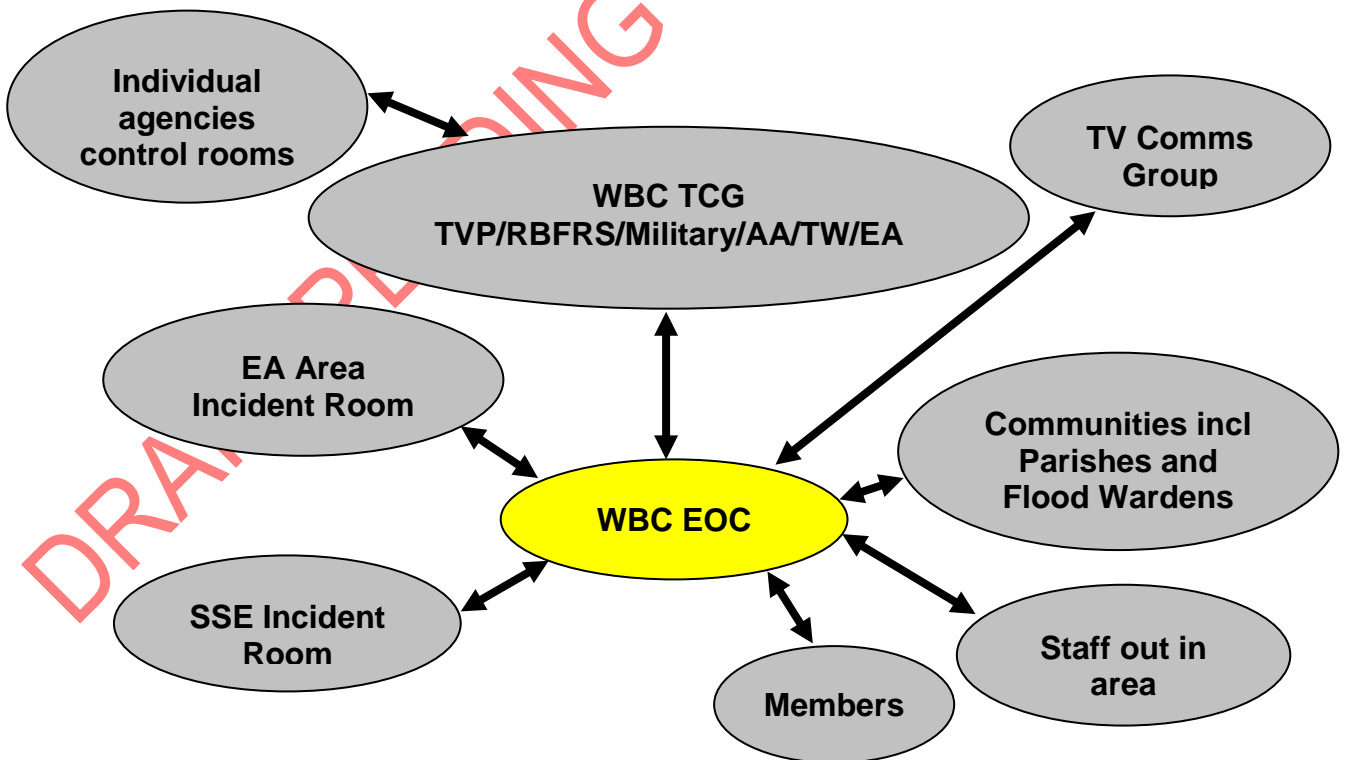 Individual
agencies
control rooms
TV Comms
Group
WBC TCG
TVP/RBFRS/Military/AA/TW/EA
EA Area
Incident Room
Communities incl
Parishes and
Flood Wardens
WBC EOC
SSE Incident
Room
Staff out in
area
Members